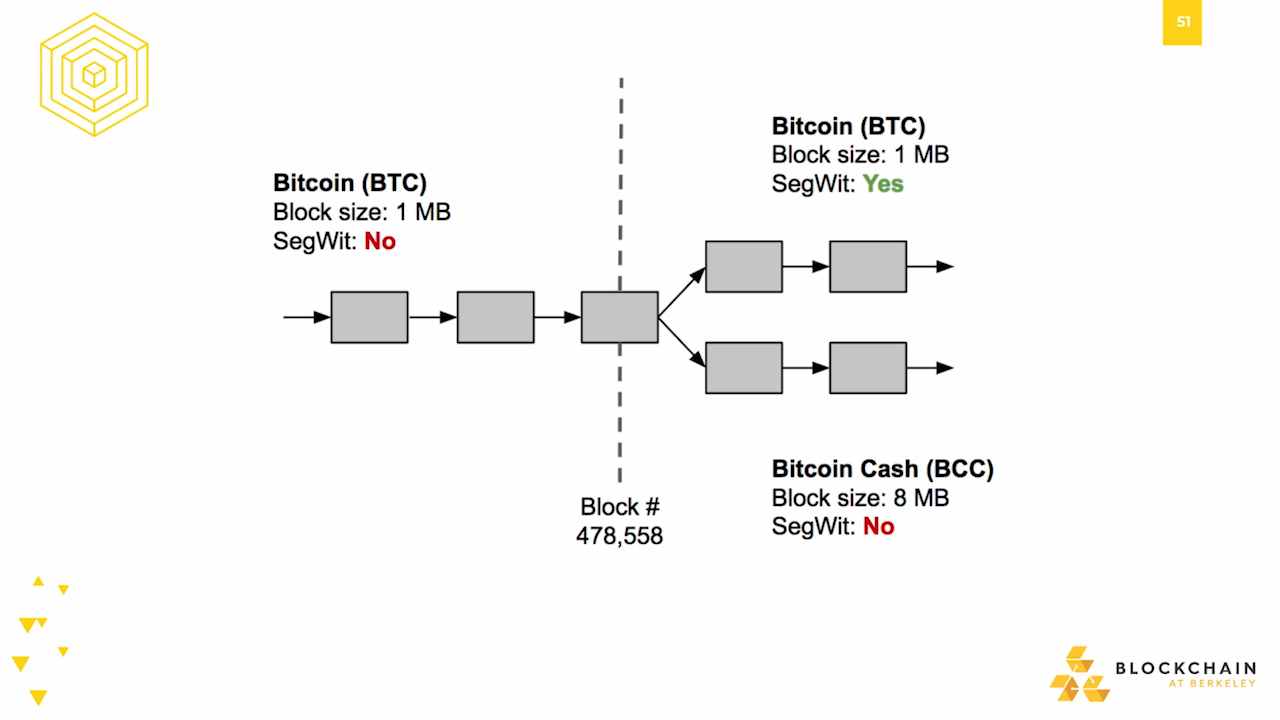 51
Bitcoin (BTC)
Block size: 1 MB
SegWit: No
Bitcoin (BTC)
Block size: 1 MB
SegWit: Yes
Bitcoin Cash (BCC)
Block size: 8 MB
SegWit: No
Block #
478,558
BLOCKCHAIN
AT BERKELEY